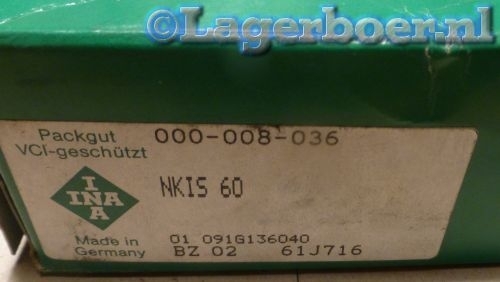 ©Lagerboer.nl
Packgut 000-008-036
VCI-geschützt
NKIS 60
I
INA
A
Made in 01 091G136040
Germany BZ 02 61J716